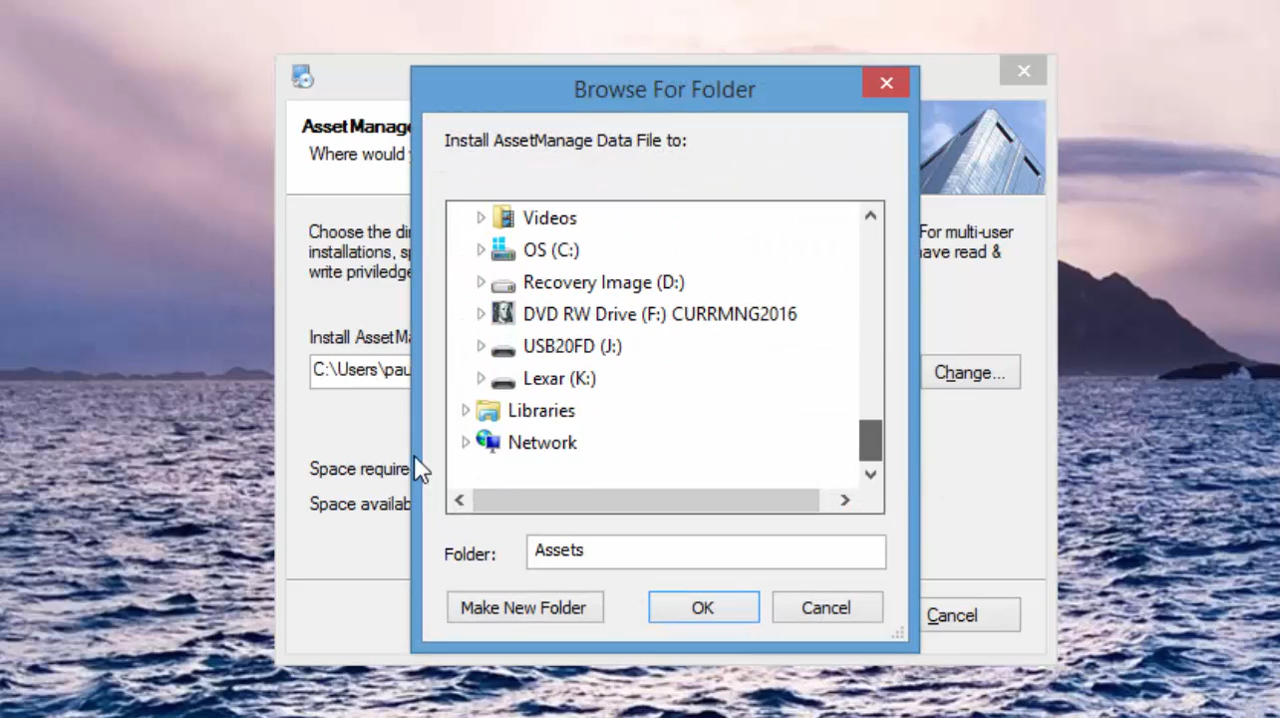 Browse For Folder
AssetManage
Where would
Install AssetManage Data File to:
Choose the di
For multi-user
installations, s
have read &
write priviledge
Videos
OS (C:)
Recovery Image (D:)
DVD RW Drive (F:) CURRMNG2016
USB20FD (J:)
Lexar (K:)
Libraries
Network
Install AssetMa
C:\Users\pau
Change...
Space require
Space availab
Folder:
Assets
Make New Folder
OK
Cancel
Cancel